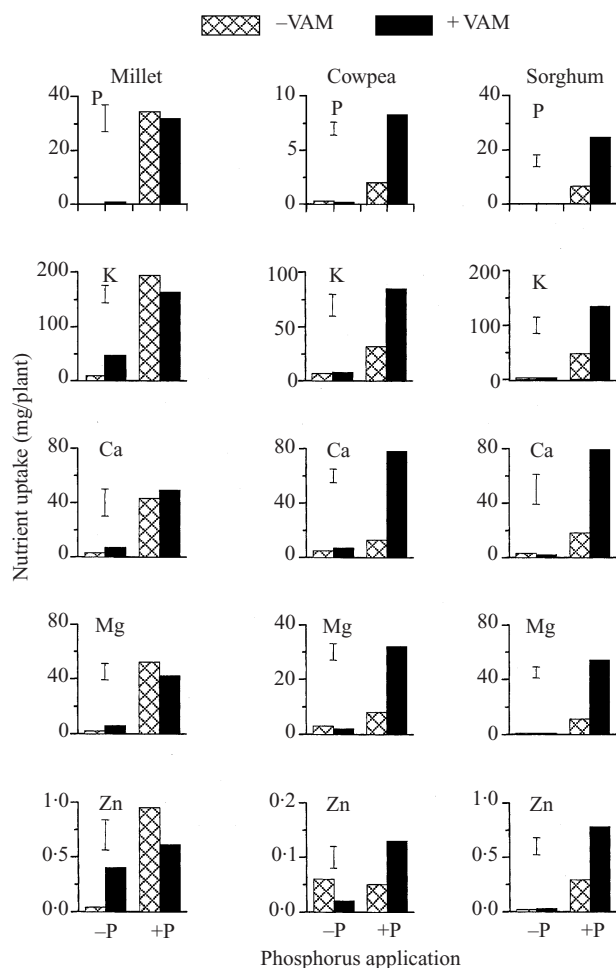 –VAM + VAM
Millet Cowpea Sorghum
P P P
40 10 40
20 5 20
0 0 0
K K K
200 100 200
100 50 100
0 0 0
Nutrient uptake (mg/plant)
Ca Ca Ca
80 80 80
40 40 40
0 0 0
Mg Mg Mg
80 40 80
40 20 40
0 0 0
Zn Zn Zn
1·0 0·2 1·0
0·5 0·1 0·5
0·0 0·0 0·0
–P +P –P +P –P +P
Phosphorus application